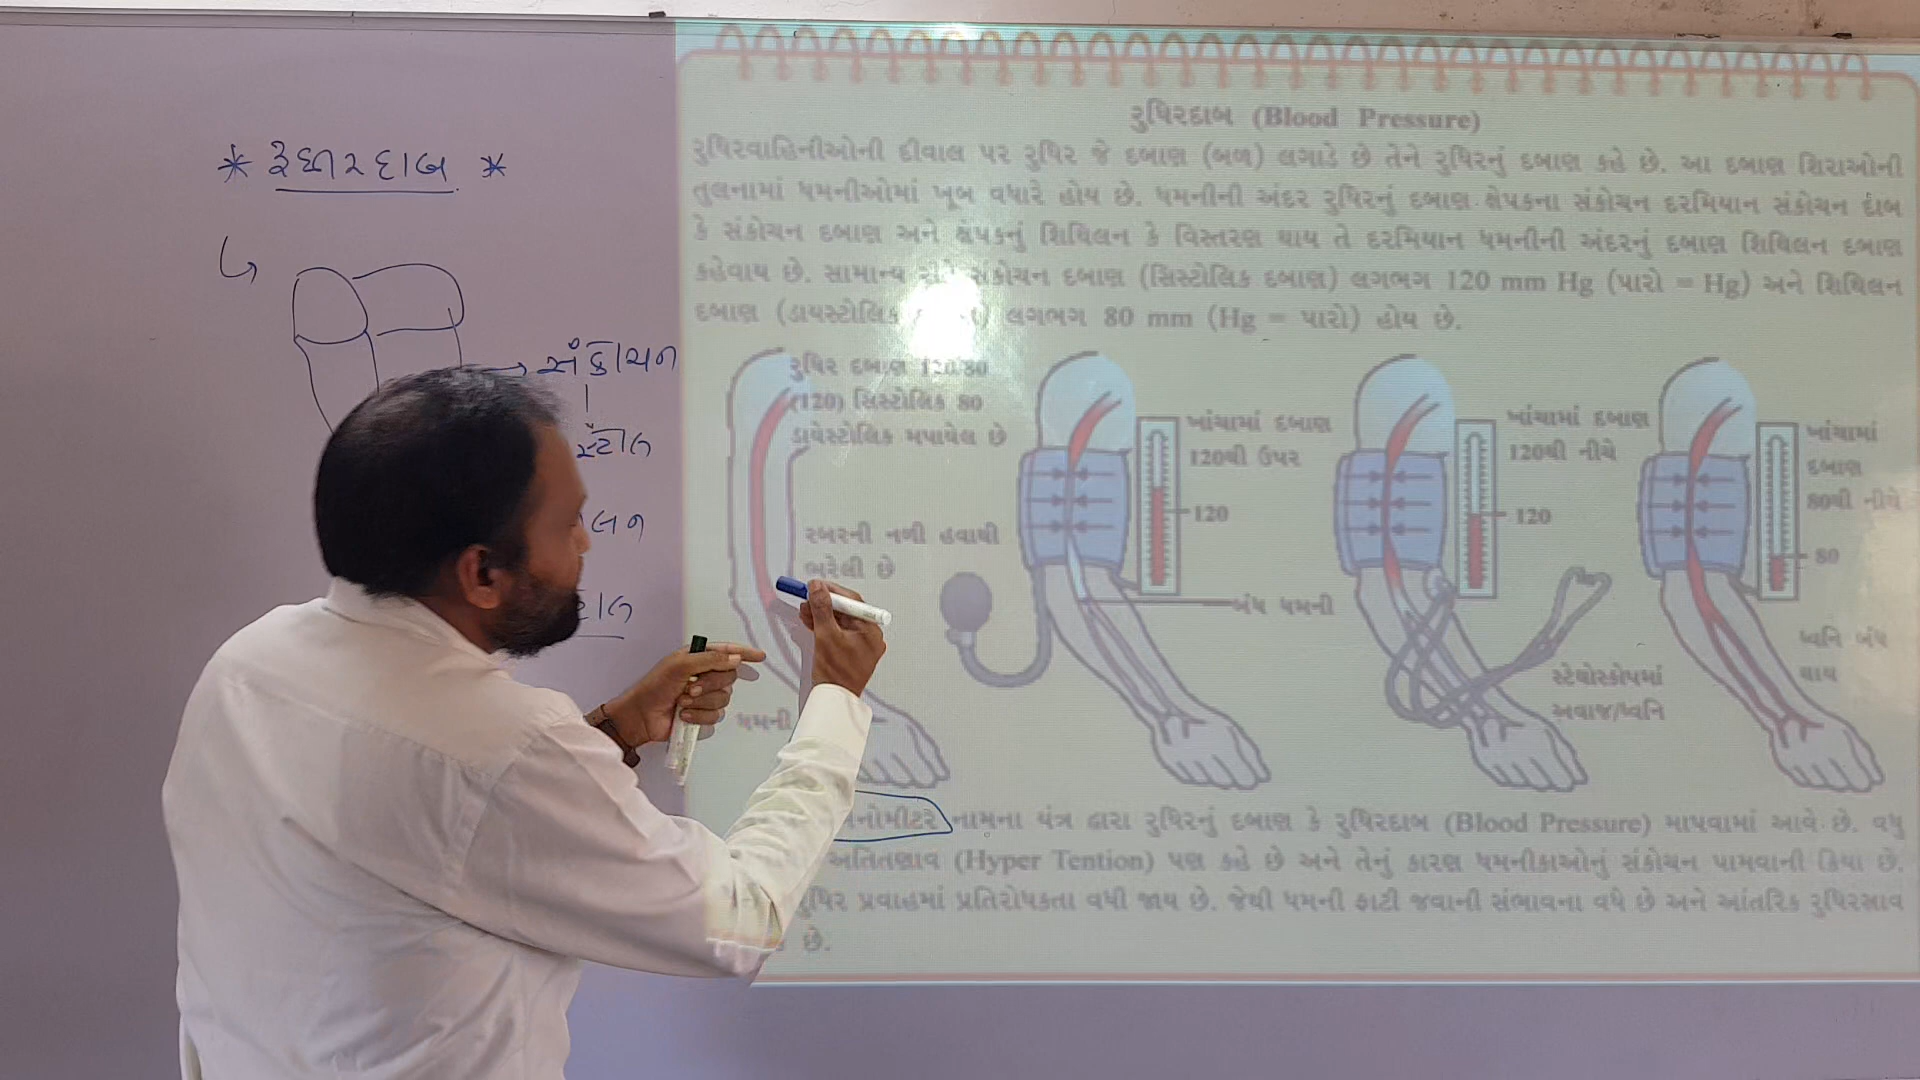 * રૂધીરદાબ *
સંકોચન
લન
રુધિરદાબ (Blood Pressure)
રુધિરવાહિનીઓની દીવાલ પર રુધિર જે દબાણ (બળ) લગાડે છે તેને રુધિરનું દબાણ કહે છે. આ દબાણ શિરાઓની
તુલનામાં ધમનીઓમાં ખૂબ વધારે હોય છે. ધમનીની અંદર રુધિરનું દબાણ ક્ષેપકના સંકોચન દરમિયાન સંકોચન દાબ
કે સંકોચન દબાણ અને ક્ષેપકનું શિથિલન કે વિસ્તરણ થાય તે દરમિયાન ધમનીની અંદરનું દબાણ શિથિલન દબાણ
કહેવાય છે. સામાન્ય રીતે સંકોચન દબાણ (સિસ્ટોલિક દબાણ) લગભગ 120 mm Hg (પારો = Hg) અને શિથિલન
દબાણ (ડાયસ્ટોલિક લગભગ 80 mm (Hg = પારો) હોય છે.
રુધિર દબાણ 120/80
(120) સિસ્ટોલિક 80
ડાયેસ્ટોલિક મપાયેલ છે
રબરની નળી હવાથી
ભરેલી છે
ધમની
ખાંચામાં દબાણ
120થી ઉપર
120
બંધ ધમની
ખાંચામાં દબાણ
120થી નીચે
120
સ્ટેથોસ્કોપમાં
અવાજ/ધ્વનિ
ખાંચામાં
દબાણ
80થી નીચે
80
ધ્વનિ બંધ
થાય
નોમીટર નામના યંત્ર દ્વારા રુધિરનું દબાણ કે રુધિરદાબ (Blood Pressure) માપવામાં આવે છે. વધુ
અતિતણાવ (Hyper Tention) પણ કહે છે અને તેનું કારણ ધમનીકાઓનું સંકોચન પામવાની ક્રિયા છે.
રુધિર પ્રવાહમાં પ્રતિરોધકતા વધી જાય છે. જેથી ધમની ફાટી જવાની સંભાવના વધે છે અને આંતરિક રુધિરસ્ત્રાવ
છે.